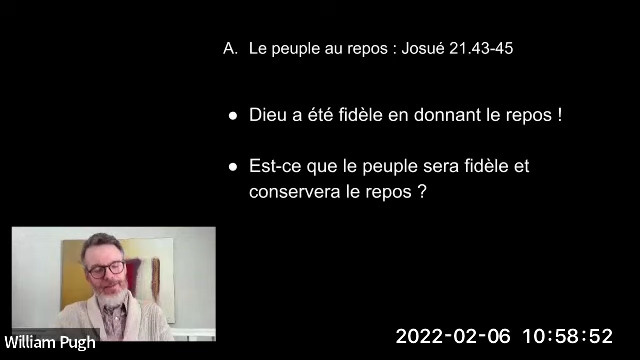 A. Le peuple au repos : Josué 21.43-45
● Dieu a été fidèle en donnant le repos !
● Est-ce que le peuple sera fidèle et
conservera le repos ?
William Pugh
2022-02-06 10:58:52